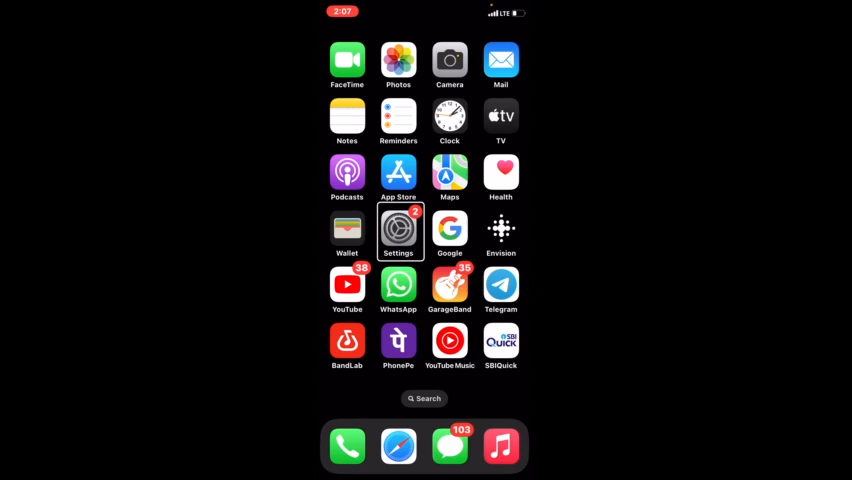 2:07
LTE
FaceTime Photos Camera Mail
tv
Notes Reminders Clock TV
Podcasts App Store Maps Health
2
Wallet Settings Google Envision
38 35
YouTube WhatsApp GarageBand Telegram
पे SBI QUICK
BandLab PhonePe YouTube Music SBIQuick
Search
103